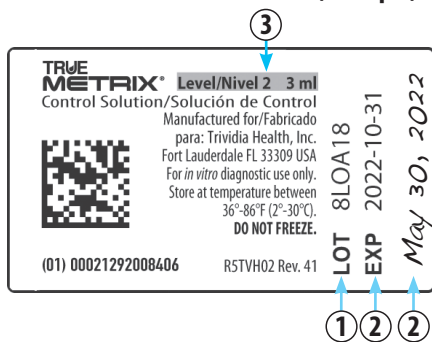 3
TRUE
METRIX®
Level/Nivel 2 3 ml
Control Solution/Solución de Control
Manufactured for/Fabricado
para: Trividia Health, Inc.
Fort Lauderdale FL 33309 USA
For in vitro diagnostic use only.
Store at temperature between
36°-86°F (2°-30°C).
DO NOT FREEZE.
(01) 00021292008406
R5TVH02 Rev. 41
LOT 8LOA18
EXP 2022-10-31
May 30, 2022
1
2
2